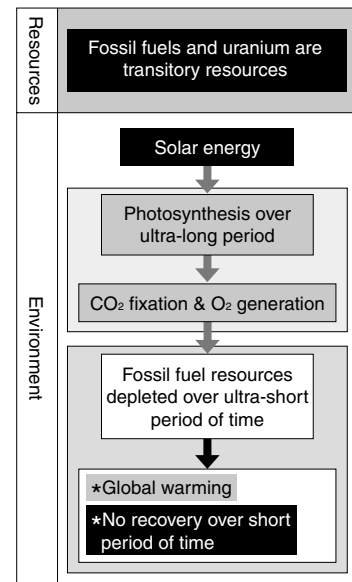 Resources
Fossil fuels and uranium are
transitory resources
Environment
Solar energy
Photosynthesis over
ultra-long period
CO₂ fixation & O₂ generation
Fossil fuel resources
depleted over ultra-short
period of time
*Global warming
*No recovery over short
period of time